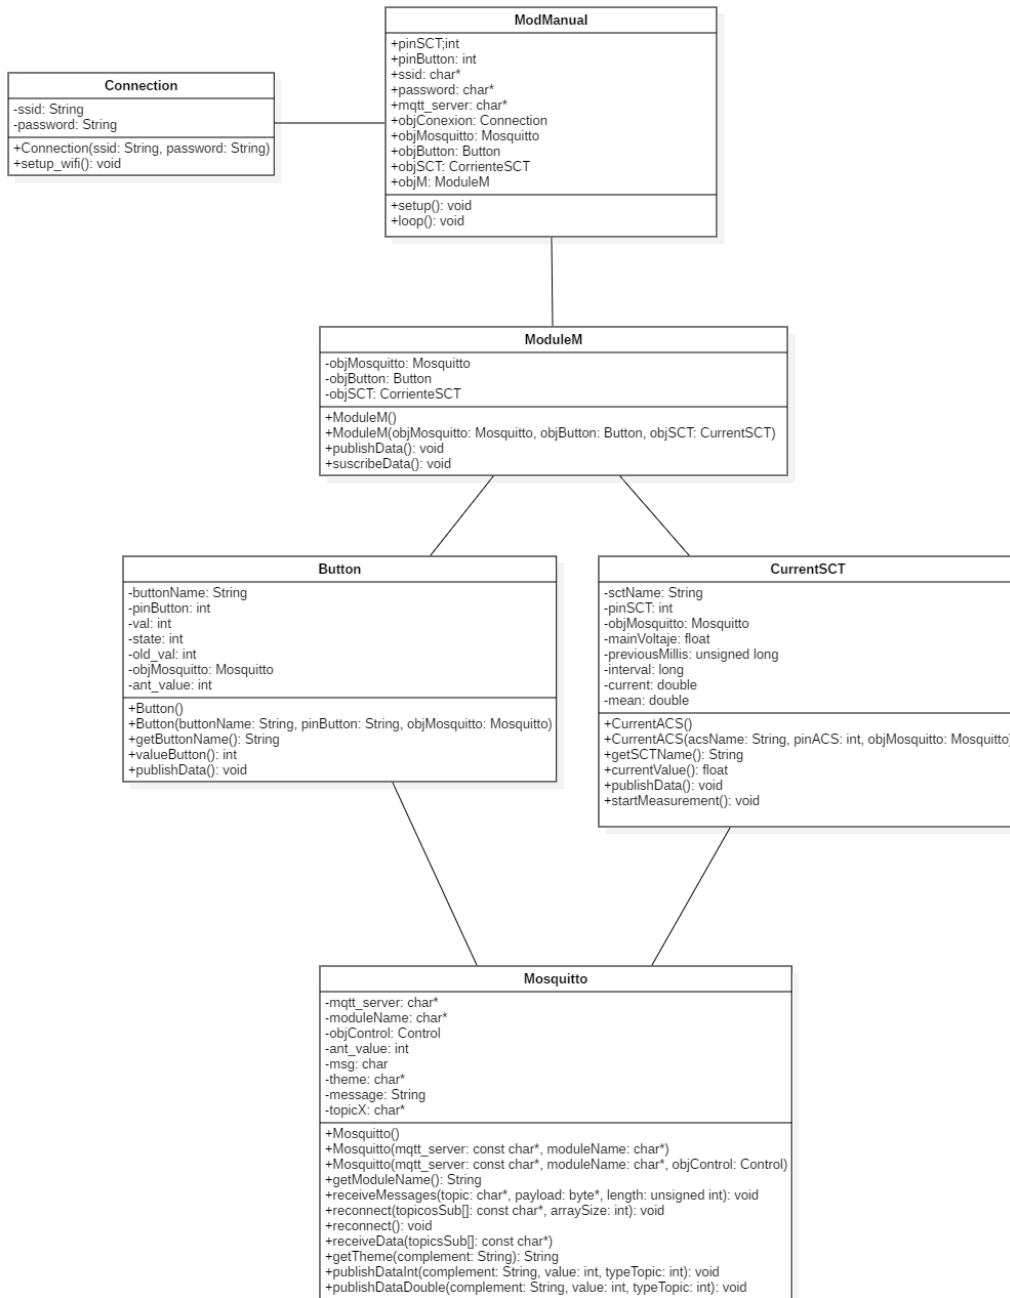 ModManual
+pinSCT;int
+pinButton: int
+ssid: char*
+password: char*
+mqtt_server: char*
+objConexion: Connection
+objMosquitto: Mosquitto
+objButton: Button
+objSCT: CorrienteSCT
+objM: ModuleM
+setup(): void
+loop(): void
Connection
-ssid: String
-password: String
+Connection(ssid: String, password: String)
+setup_wifi(): void
ModuleM
-objMosquitto: Mosquitto
-objButton: Button
-objSCT: CorrienteSCT
+ModuleM()
+ModuleM(objMosquitto: Mosquitto, objButton: Button, objSCT: CurrentSCT)
+publishData(): void
+suscribeData(): void
Button
-buttonName: String
-pinButton: int
-val: int
-state: int
-old_val: int
-objMosquitto: Mosquitto
-ant_value: int
+Button()
+Button(buttonName: String, pinButton: String, objMosquitto: Mosquitto)
+getButtonName(): String
+valueButton(): int
+publishData(): void
CurrentSCT
-sctName: String
-pinSCT: int
-objMosquitto: Mosquitto
-mainVoltaje: float
-previousMillis: unsigned long
-interval: long
-current: double
-mean: double
+CurrentACS()
+CurrentACS(acsName: String, pinACS: int, objMosquitto: Mosquitto)
+getSCTName(): String
+currentValue(): float
+publishData(): void
+startMeasurement(): void
Mosquitto
-mqtt_server: char*
-moduleName: char*
-objControl: Control
-ant_value: int
-msg: char
-theme: char*
-message: String
-topicX: char*
+Mosquitto()
+Mosquitto(mqtt_server: const char*, moduleName: char*)
+Mosquitto(mqtt_server: const char*, moduleName: char*, objControl: Control)
+getModuleName(): String
+receiveMessages(topic: char*, payload: byte*, length: unsigned int): void
+reconnect(topicosSub[]: const char*, arraySize: int): void
+reconnect(): void
+receiveData(topicsSub[]: const char*)
+getTheme(complement: String): String
+publishDataInt(complement: String, value: int, typeTopic: int): void
+publishDataDouble(complement: String, value: int, typeTopic: int): void